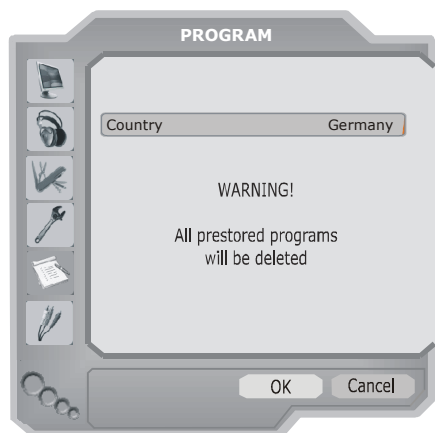 PROGRAM
Country Germany
WARNING!
All prestored programs
will be deleted
OK Cancel